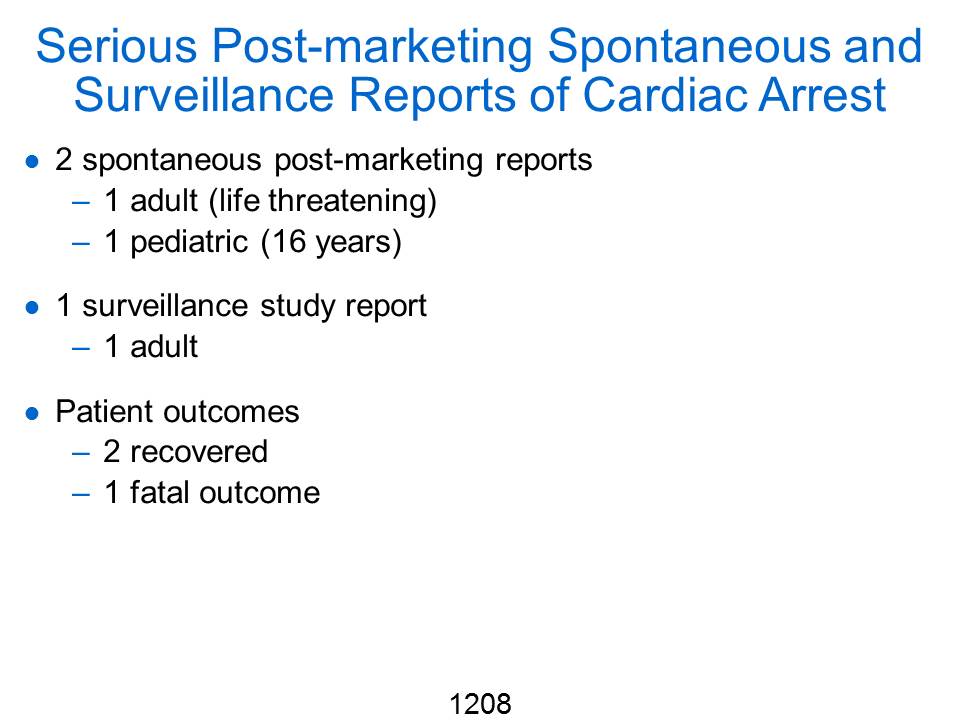 Serious Post-marketing Spontaneous and
Surveillance Reports of Cardiac Arrest
● 2 spontaneous post-marketing reports
– 1 adult (life threatening)
– 1 pediatric (16 years)
● 1 surveillance study report
– 1 adult
● Patient outcomes
– 2 recovered
– 1 fatal outcome
1208